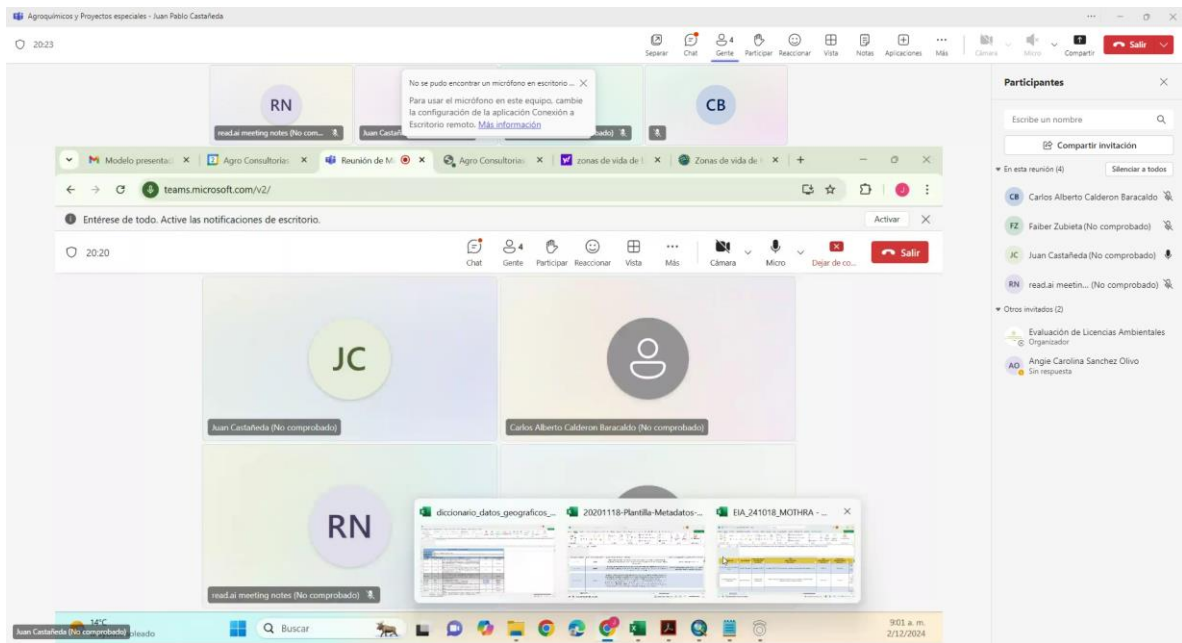 Agroquímicos y Proyectos especiales - Juan Pablo Castañeda
20:23
Separar
Chat
4
Gente
Participar
Reaccionar
Vista
Notas
Aplicaciones
Más
Cámara
Micro
Compartir
Salir
RN
read.ai meeting notes (No com...
Juan Castañ
No se pudo encontrar un micrófono en escritorio ...
Para usar el micrófono en este equipo, cambie
la configuración de la aplicación Conexión a
Escritorio remoto. Más información
bado)
CB
Modelo presentac
Agro Consultorias
Reunión de Mi
Agro Consultorias
zonas de vida de
Zonas de vida de
teams.microsoft.com/v2/
Entérese de todo. Active las notificaciones de escritorio.
Activar
20:20
Chat
4
Gente
Participar
Reaccionar
Vista
Más
Cámara
Micro
Dejar de co...
Salir
JC
Juan Castañeda (No comprobado)
Carlos Alberto Calderon Baracaldo (No comprobado)
RN
read.ai meeting notes (No comprobado)
diccionario_datos_geograficos_...
20201118-Plantilla-Metadatos-...
EIA_241018_MOTHRA - ...
14°C
oleado
Juan Castañeda (No comprobado)
Buscar
9:01 a. m.
2/12/2024
Participantes
Escribe un nombre
Compartir invitación
En esta reunión (4)
Silenciar a todos
CB
Carlos Alberto Calderon Baracaldo
FZ
Faiber Zubieta (No comprobado)
JC
Juan Castañeda (No comprobado)
RN
read.ai meetin... (No comprobado)
Otros invitados (2)
Evaluación de Licencias Ambientales
Organizador
AO
Angie Carolina Sanchez Olivo
Sin respuesta